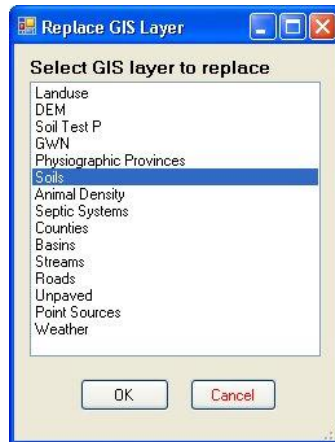 Replace GIS Layer
Select GIS layer to replace
Landuse
DEM
Soil Test P
GWN
Physiographic Provinces
Soils
Animal Density
Septic Systems
Counties
Basins
Streams
Roads
Unpaved
Point Sources
Weather
OK Cancel